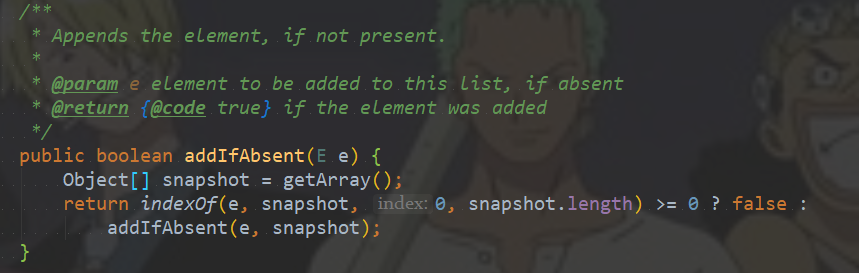 /**
 * Appends the element, if not present.
 *
 * @param e element to be added to this list, if absent
 * @return {@code true} if the element was added
 */
public boolean addIfAbsent(E e) {
    Object[] snapshot = getArray();
    return indexOf(e, snapshot, index: 0, snapshot.length) >= 0 ? false :
        addIfAbsent(e, snapshot);
}